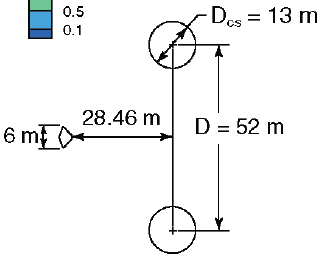 D_cs = 13 m
0.5
0.1
28.46 m
6 m
D = 52 m